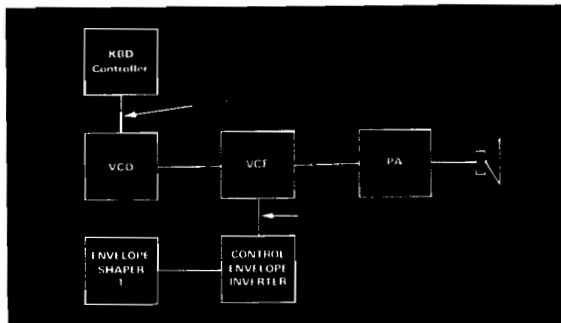 KBD
Controller
VCO
VCF
PA
ENVELOPE
SHAPER
1
CONTROL
ENVELOPE
INVERTER